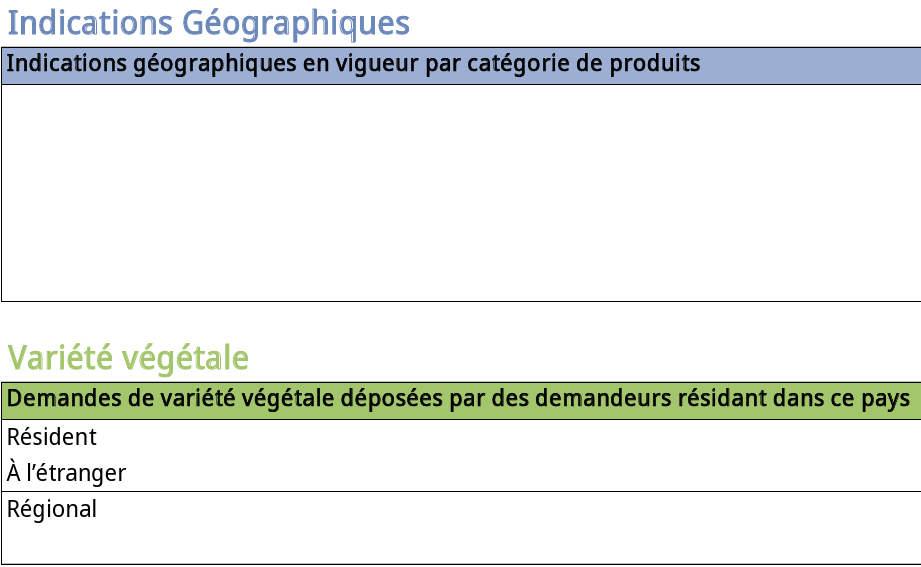 Indications Géographiques
Indications géographiques en vigueur par catégorie de produits
Variété végétale
Demandes de variété végétale déposées par des demandeurs résidant dans ce pays
Résident
À l’étranger
Régional